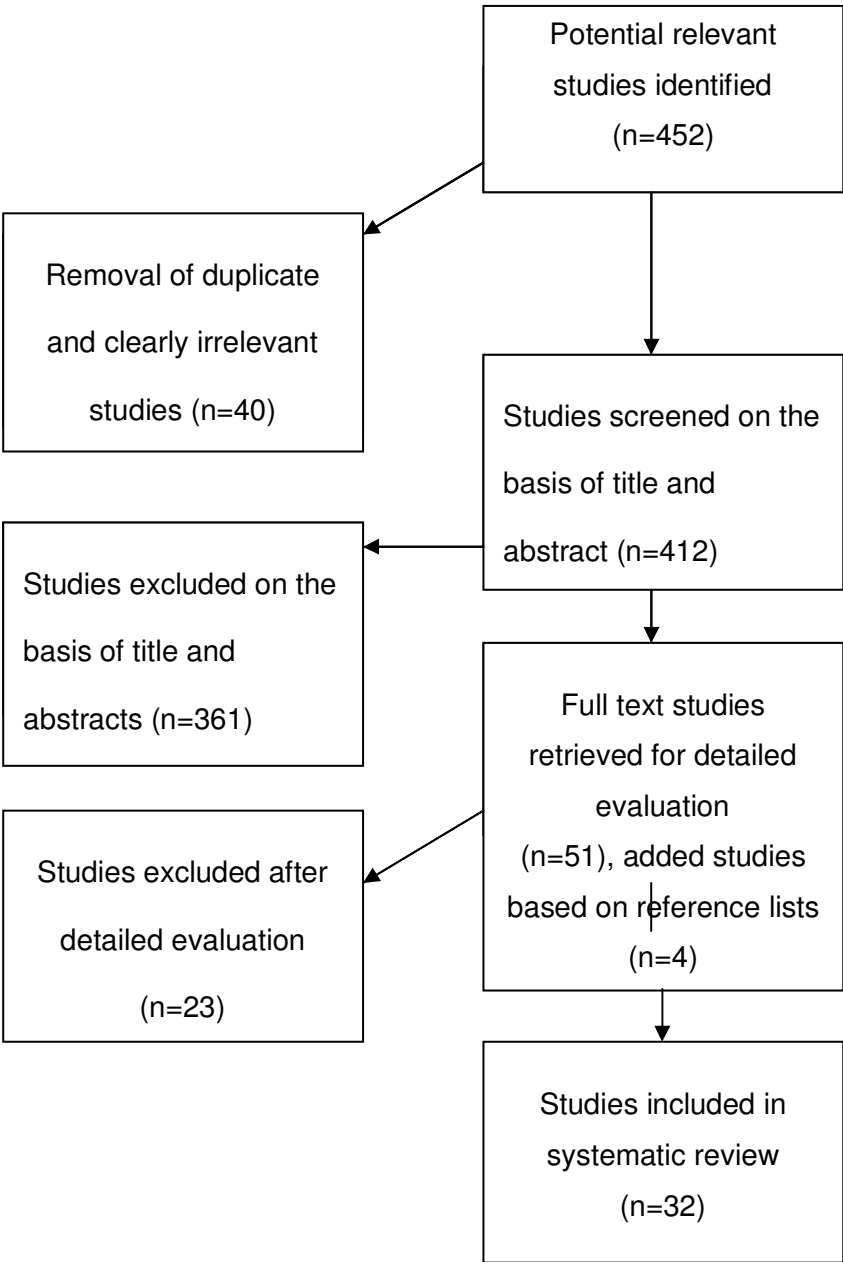 Potential relevant
studies identified
(n=452)
Removal of duplicate
and clearly irrelevant
studies (n=40)
Studies screened on the
basis of title and
abstract (n=412)
Studies excluded on the
basis of title and
abstracts (n=361)
Full text studies
retrieved for detailed
evaluation
(n=51), added studies
based on reference lists
(n=4)
Studies excluded after
detailed evaluation
(n=23)
Studies included in
systematic review
(n=32)